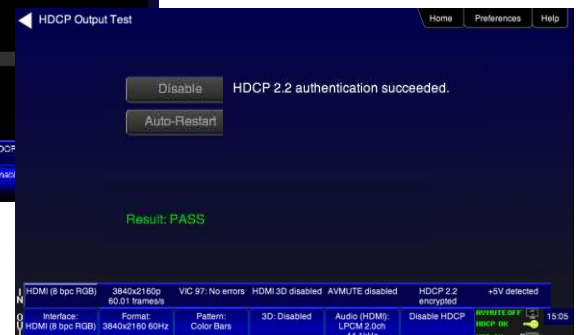 HDCP Output Test
Home
Preferences
Help
Disable
HDCP 2.2 authentication succeeded.
Auto-Restart
Result: PASS
IN
HDMI (8 bpc RGB)
3840x2160p
60.01 frames/s
VIC 97: No errors
HDMI 3D disabled
AVMUTE disabled
HDCP 2.2
encrypted
+5V detected
Interface:
HDMI (8 bpc RGB)
Format:
3840x2160 60Hz
Pattern:
Color Bars
3D: Disabled
Audio (HDMI):
LPCM 2.0ch
Disable HDCP
AVMUTE OFF
HDCP OK
15:05